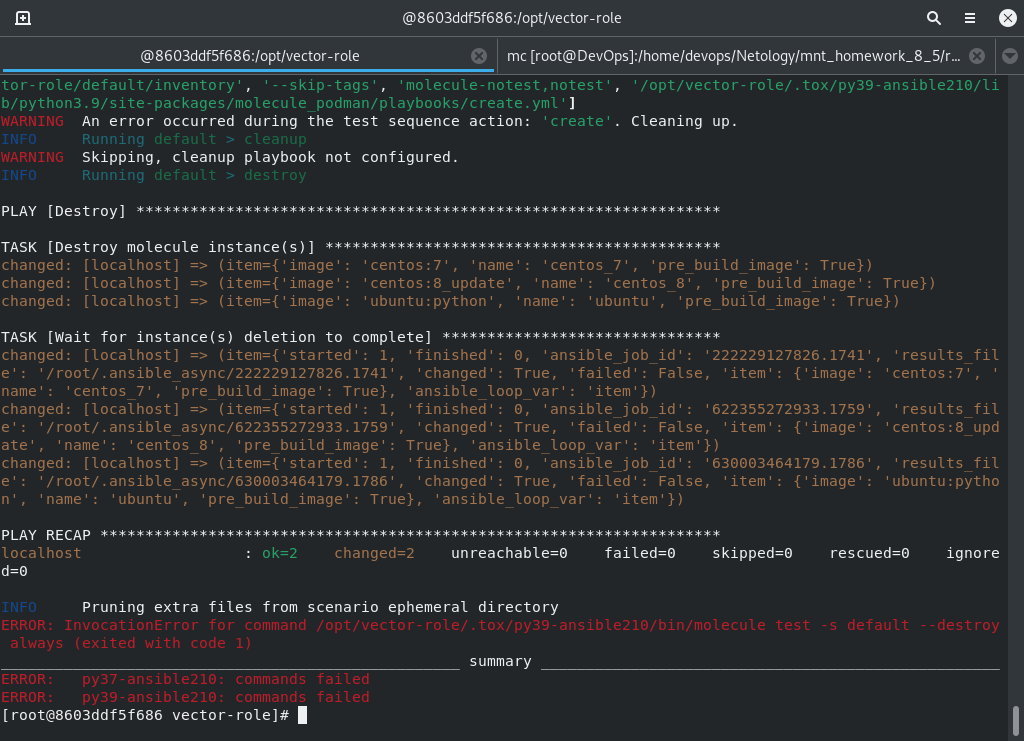 @8603ddf5f686:/opt/vector-role
@8603ddf5f686:/opt/vector-role
mc [root@DevOps]:/home/devops/Netology/mnt_homework_8_5/r...
tor-role/default/inventory', '--skip-tags', 'molecule-notest,notest', '/opt/vector-role/.tox/py39-ansible210/li
b/python3.9/site-packages/molecule_podman/playbooks/create.yml']
WARNING  An error occurred during the test sequence action: 'create'. Cleaning up.
INFO     Running default > cleanup
WARNING  Skipping, cleanup playbook not configured.
INFO     Running default > destroy
PLAY [Destroy] *****************************************************************
TASK [Destroy molecule instance(s)] ********************************************
changed: [localhost] => (item={'image': 'centos:7', 'name': 'centos_7', 'pre_build_image': True})
changed: [localhost] => (item={'image': 'centos:8_update', 'name': 'centos_8', 'pre_build_image': True})
changed: [localhost] => (item={'image': 'ubuntu:python', 'name': 'ubuntu', 'pre_build_image': True})
TASK [Wait for instance(s) deletion to complete] *******************************
changed: [localhost] => (item={'started': 1, 'finished': 0, 'ansible_job_id': '222229127826.1741', 'results_fil
e': '/root/.ansible_async/222229127826.1741', 'changed': True, 'failed': False, 'item': {'image': 'centos:7', '
name': 'centos_7', 'pre_build_image': True}, 'ansible_loop_var': 'item'})
changed: [localhost] => (item={'started': 1, 'finished': 0, 'ansible_job_id': '622355272933.1759', 'results_fil
e': '/root/.ansible_async/622355272933.1759', 'changed': True, 'failed': False, 'item': {'image': 'centos:8_upd
ate', 'name': 'centos_8', 'pre_build_image': True}, 'ansible_loop_var': 'item'})
changed: [localhost] => (item={'started': 1, 'finished': 0, 'ansible_job_id': '630003464179.1786', 'results_fil
e': '/root/.ansible_async/630003464179.1786', 'changed': True, 'failed': False, 'item': {'image': 'ubuntu:pytho
n', 'name': 'ubuntu', 'pre_build_image': True}, 'ansible_loop_var': 'item'})
PLAY RECAP *********************************************************************
localhost                  : ok=2    changed=2    unreachable=0    failed=0    skipped=0    rescued=0    ignore
d=0
INFO     Pruning extra files from scenario ephemeral directory
ERROR: InvocationError for command /opt/vector-role/.tox/py39-ansible210/bin/molecule test -s default --destroy
 always (exited with code 1)
___________________________________________________ summary ___________________________________________________
ERROR:   py37-ansible210: commands failed
ERROR:   py39-ansible210: commands failed
[root@8603ddf5f686 vector-role]#